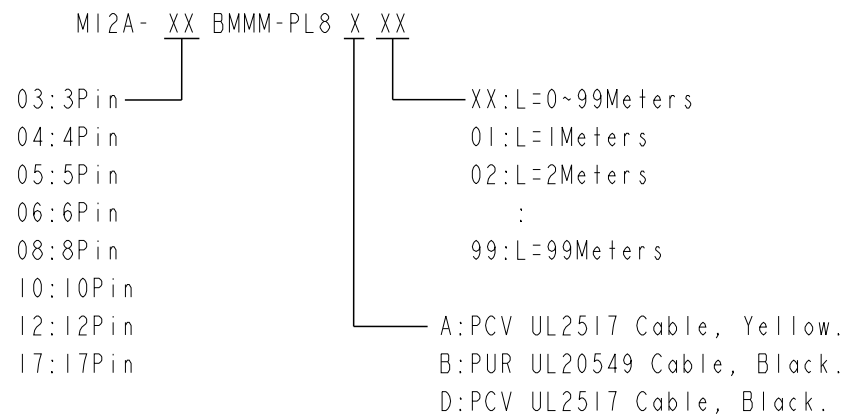 M12A- XX BMMM-PL8 X XX
03:3Pin
04:4Pin
05:5Pin
06:6Pin
08:8Pin
10:10Pin
12:12Pin
17:17Pin
XX:L=0~99Meters
01:L=1Meters
02:L=2Meters
:
99:L=99Meters
A:PCV UL2517 Cable, Yellow.
B:PUR UL20549 Cable, Black.
D:PCV UL2517 Cable, Black.